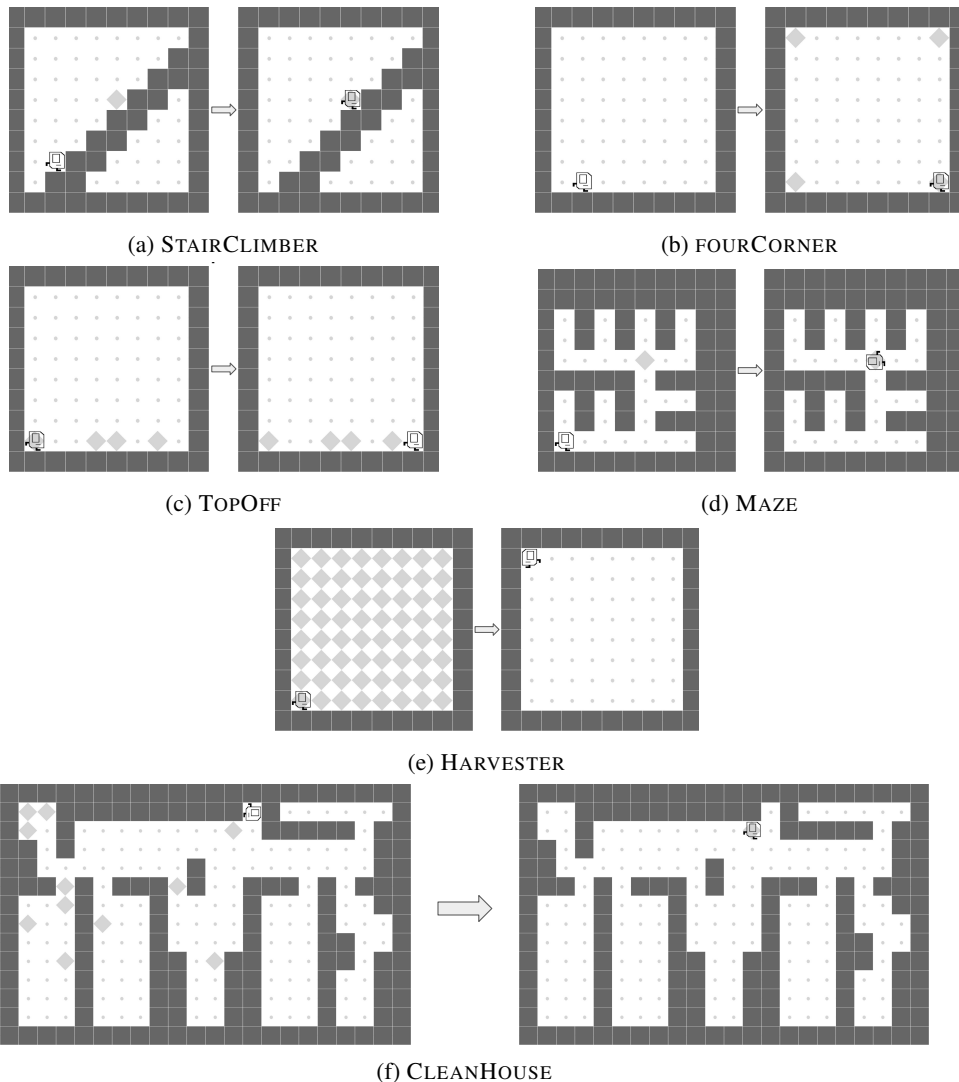 (a) STAIRCLIMBER
(b) FOURCORNER
(c) TOPOFF
(d) MAZE
(e) HARVESTER
(f) CLEANHOUSE